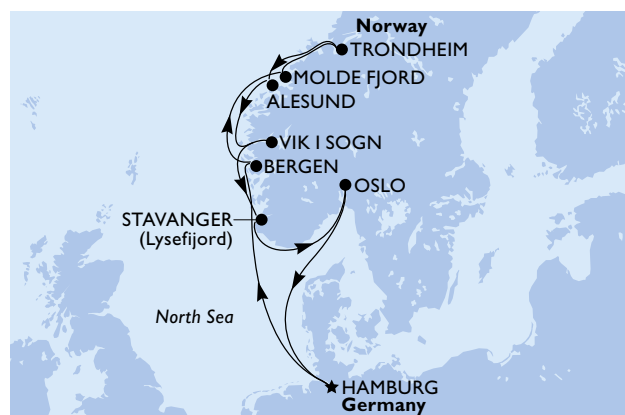 Norway
TRONDHEIM
MOLDE FJORD
ALESUND
VIK I SOGN
BERGEN
OSLO
STAVANGER
(Lysefijord)
North Sea
HAMBURG
Germany